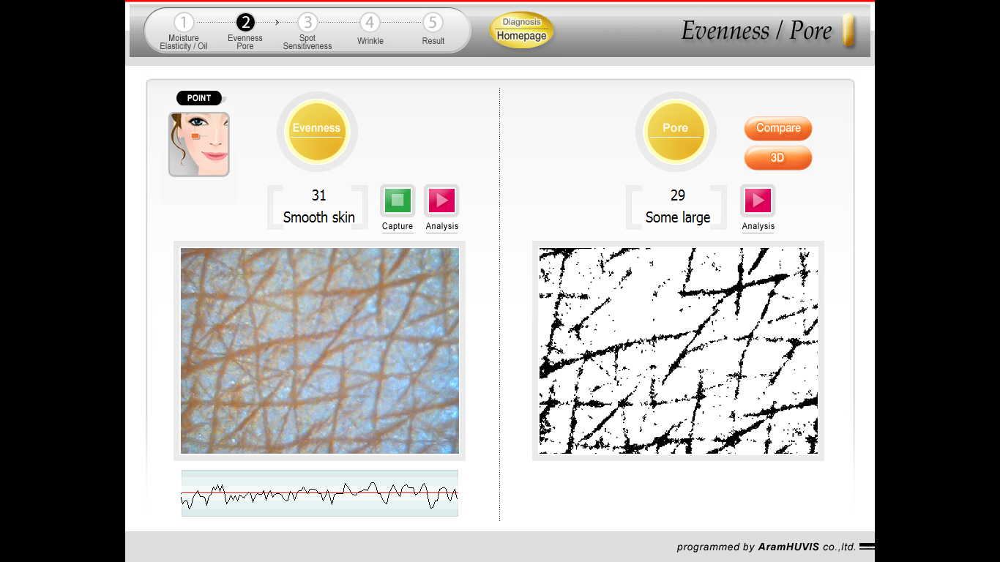 1 2 3 4 5
Moisture
Elasticity / Oil
Evenness
Pore
Spot
Sensitiveness
Wrinkle
Result
Diagnosis
Homepage
Evenness / Pore
POINT
Evenness
31
Smooth skin
Capture
Analysis
Pore
Compare
3D
29
Some large
Analysis
programmed by AramHUVIS co.,ltd.